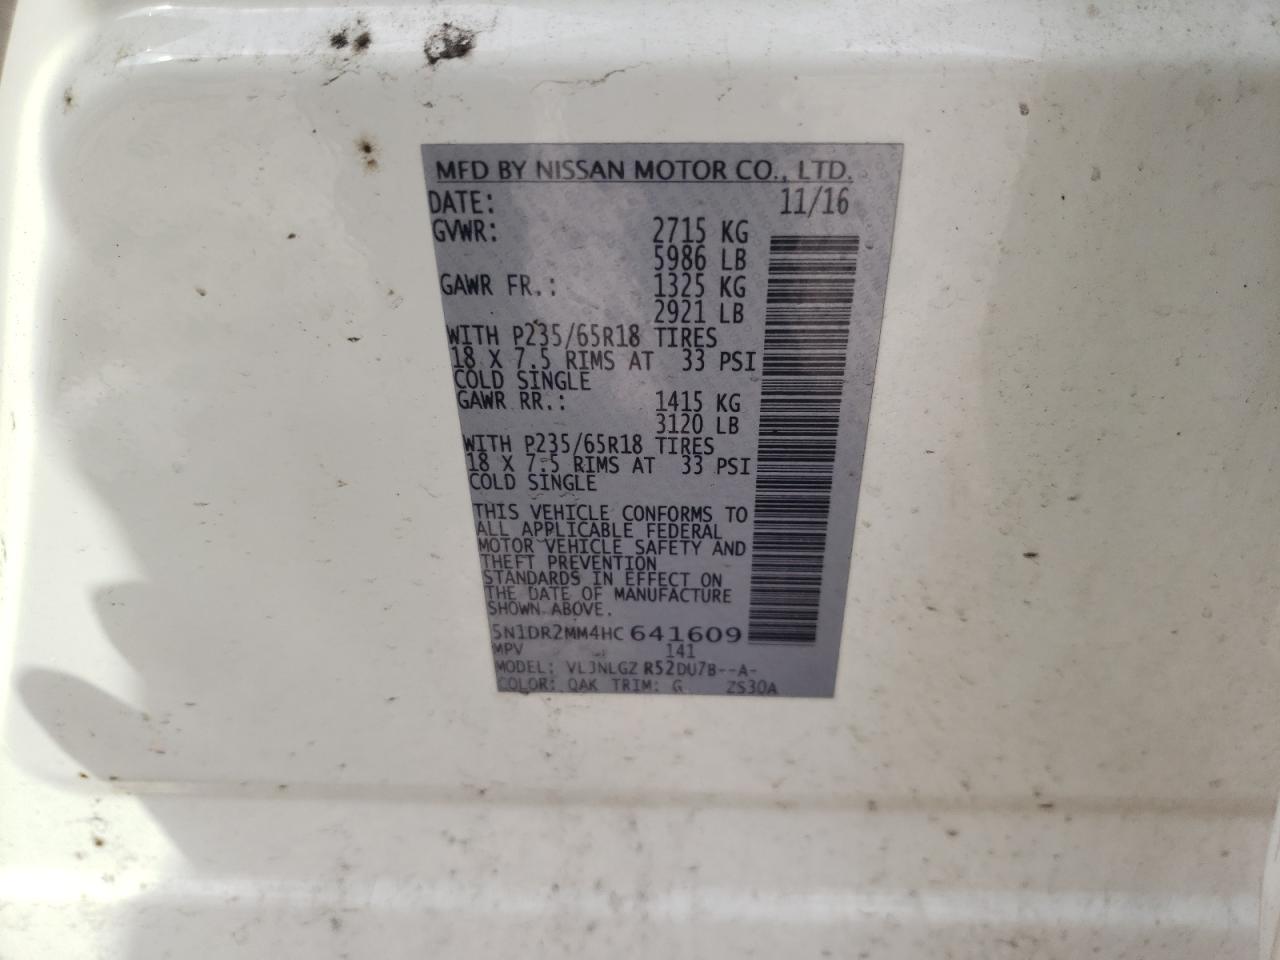 MFD BY NISSAN MOTOR CO., LTD.
DATE: 11/16
GVWR: 2715 KG
5986 LB
GAWR FR.: 1325 KG
2921 LB
WITH P235/65R18 TIRES
18 X 7.5 RIMS AT 33 PSI
COLD SINGLE
GAWR RR.: 1415 KG
3120 LB
WITH P235/65R18 TIRES
18 X 7.5 RIMS AT 33 PSI
COLD SINGLE
THIS VEHICLE CONFORMS TO
ALL APPLICABLE FEDERAL
MOTOR VEHICLE SAFETY AND
THEFT PREVENTION
STANDARDS IN EFFECT ON
THE DATE OF MANUFACTURE
SHOWN ABOVE.
5N1DR2MM4HC 641609
MPV 141
MODEL: VLJNLGZ R52DU7B--A-
COLOR: QAK TRIM: G ZS30A